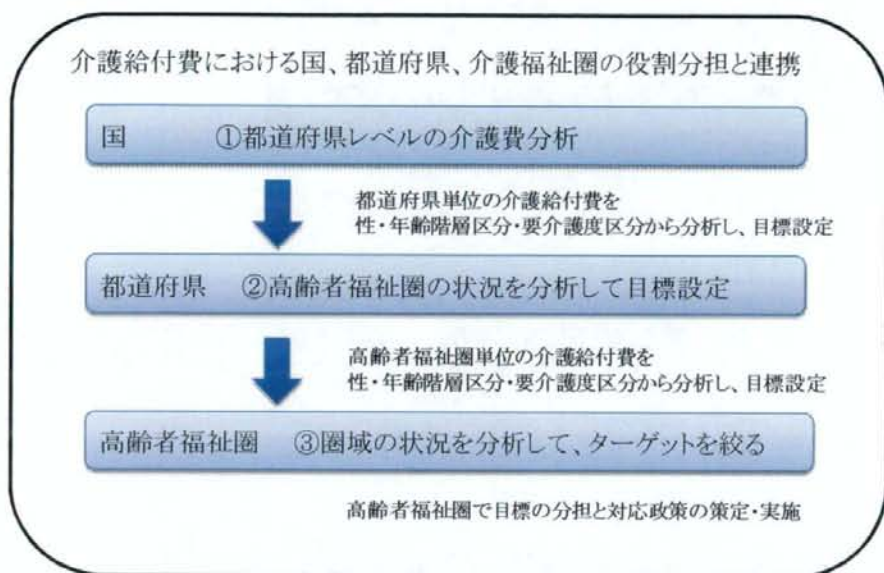 介護給付費における国、都道府県、介護福祉圏の役割分担と連携
国 ①都道府県レベルの介護費分析
都道府県単位の介護給付費を
性・年齢階層区分・要介護度区分から分析し、目標設定
都道府県 ②高齢者福祉圏の状況を分析して目標設定
高齢者福祉圏単位の介護給付費を
性・年齢階層区分・要介護度区分から分析し、目標設定
高齢者福祉圏 ③圏域の状況を分析して、ターゲットを絞る
高齢者福祉圏で目標の分担と対応政策の策定・実施